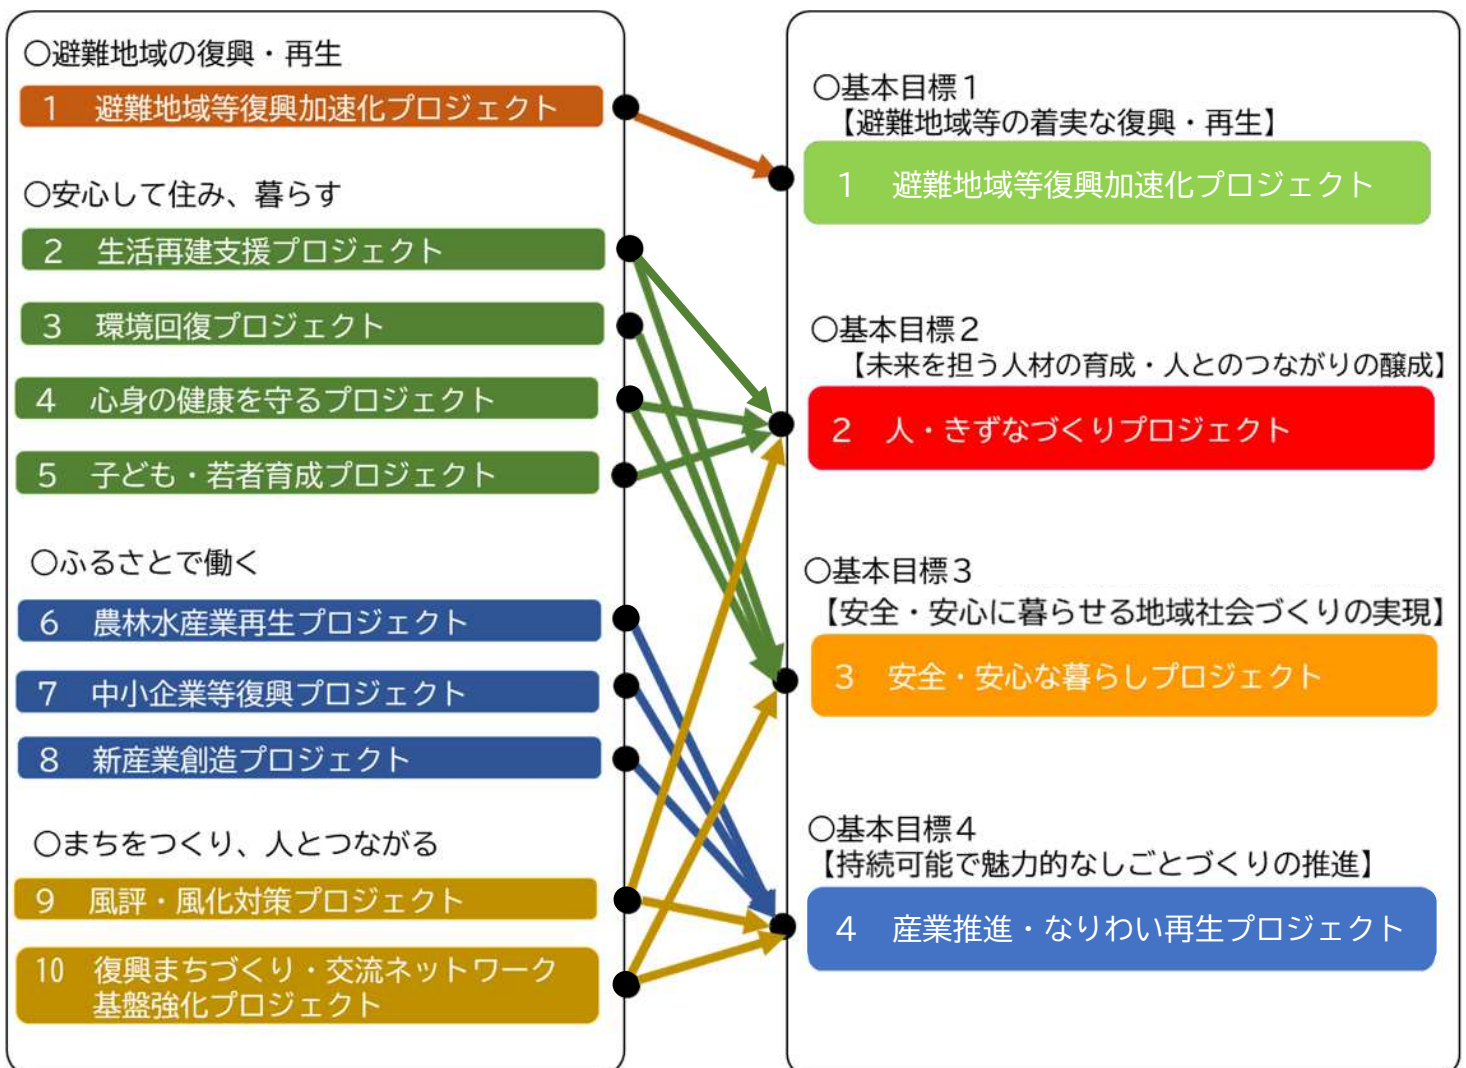 〇避難地域の復興・再生
1 避難地域等復興加速化プロジェクト
〇安心して住み、暮らす
2 生活再建支援プロジェクト
3 環境回復プロジェクト
4 心身の健康を守るプロジェクト
5 子ども・若者育成プロジェクト
〇ふるさとで働く
6 農林水産業再生プロジェクト
7 中小企業等復興プロジェクト
8 新産業創造プロジェクト
〇まちをつくり、人とつながる
9 風評・風化対策プロジェクト
10 復興まちづくり・交流ネットワーク
基盤強化プロジェクト
〇基本目標1
【避難地域等の着実な復興・再生】
1 避難地域等復興加速化プロジェクト
〇基本目標2
【未来を担う人材の育成・人とのつながりの醸成】
2 人・きずなづくりプロジェクト
〇基本目標3
【安全・安心に暮らせる地域社会づくりの実現】
3 安全・安心な暮らしプロジェクト
〇基本目標4
【持続可能で魅力的なしごとづくりの推進】
4 産業推進・なりわい再生プロジェクト